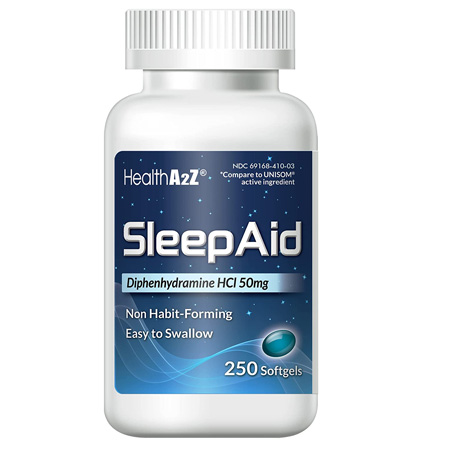 HealthA2Z®
NDC 69168-410-03
*Compare to UNISOM®
active ingredient
SleepAid
Diphenhydramine HCl 50mg
Non Habit-Forming
Easy to Swallow
250 Softgels